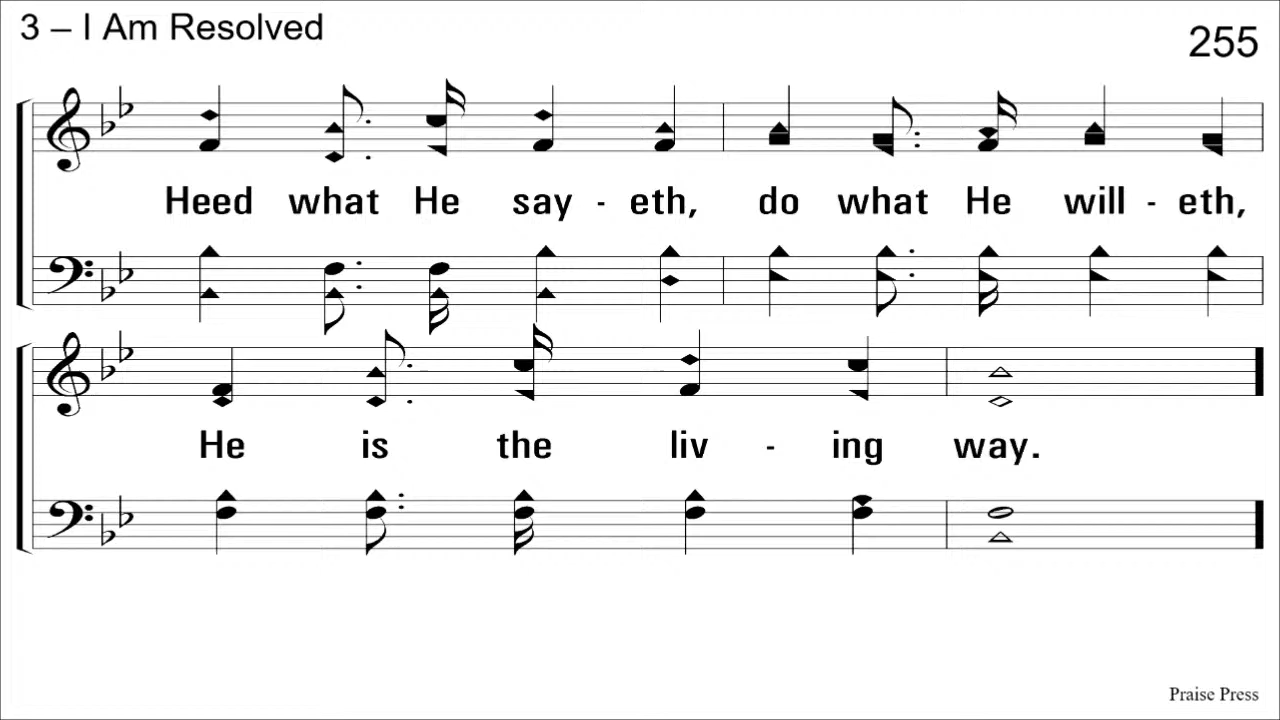 3 – I Am Resolved
255
Heed what He say - eth, do what He will - eth,
He is the liv - ing way.
Praise Press